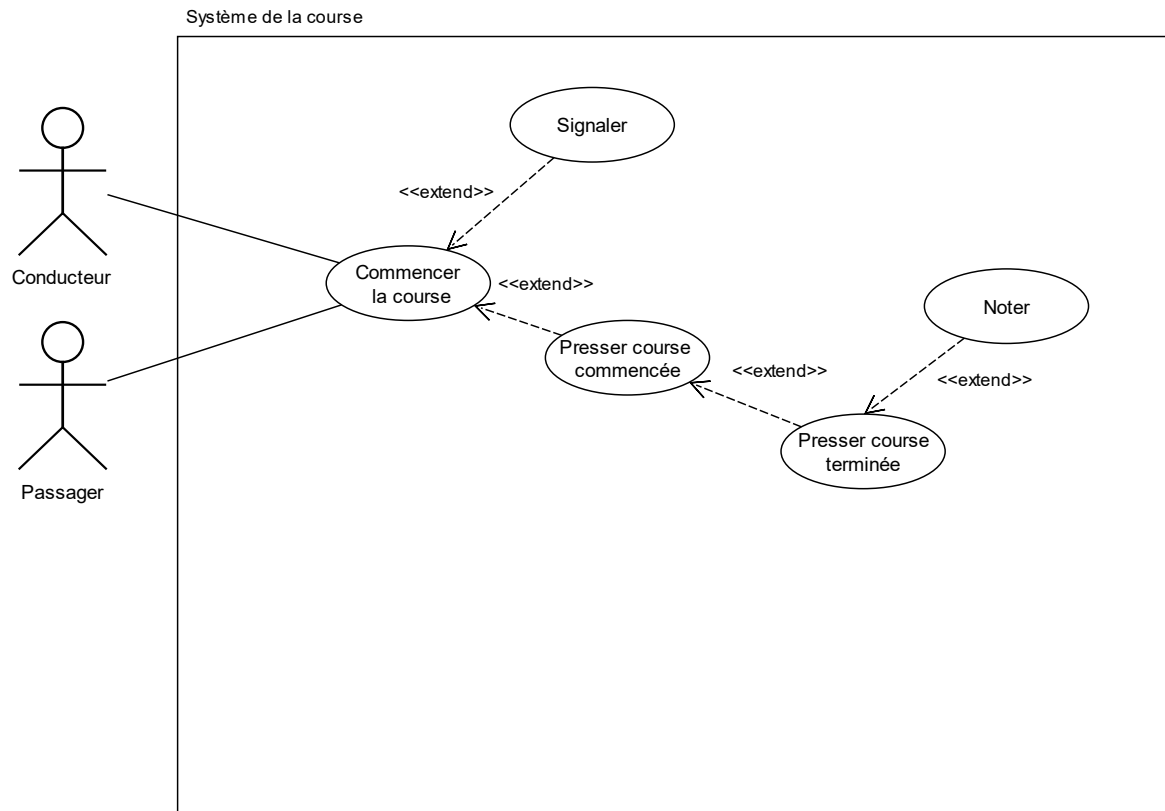 Système de la course
Signaler
<<extend>>
Conducteur
Commencer
la course
<<extend>>
Noter
Presser course
commencée
<<extend>>
<<extend>>
Presser course
terminée
Passager